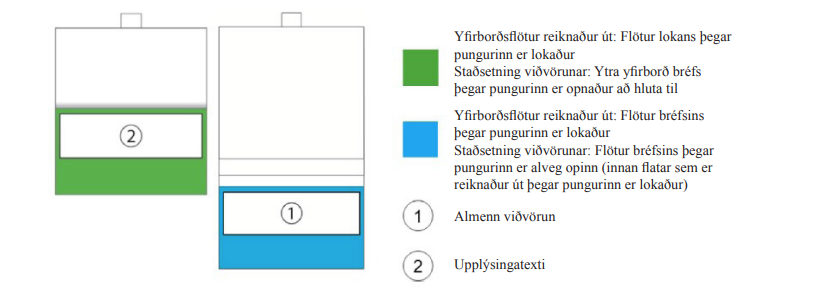 2
1
Yfirborðsflötur reiknaður út: Flötur lokans þegar
pungurinn er lokaður
Staðsetning viðvörunar: Ytra yfirborð bréfs
þegar pungurinn er opnaður að hluta til
Yfirborðsflötur reiknaður út: Flötur bréfsins
þegar pungurinn er lokaður
Staðsetning viðvörunar: Flötur bréfsins þegar
pungurinn er alveg opinn (innan flatar sem er
reiknaður út þegar pungurinn er lokaður)
1 Almenn viðvörun
2 Upplýsingatexti